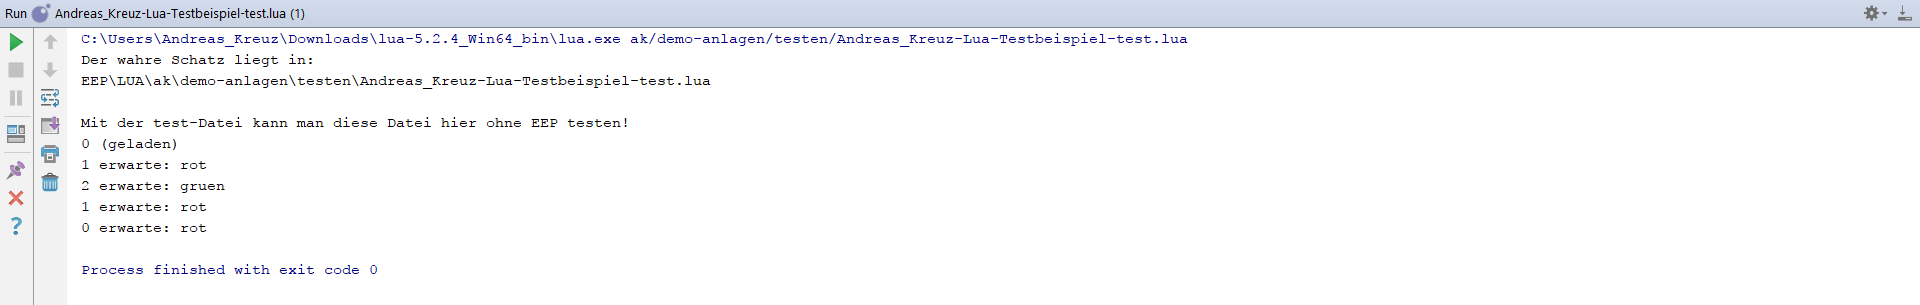 Run Andreas_Kreuz-Lua-Testbeispiel-test.lua (1)
C:\Users\Andreas_Kreuz\Downloads\lua-5.2.4_Win64_bin\lua.exe ak/demo-anlagen/testen/Andreas_Kreuz-Lua-Testbeispiel-test.lua
Der wahre Schatz liegt in:
EEP\LUA\ak\demo-anlagen\testen\Andreas_Kreuz-Lua-Testbeispiel-test.lua
Mit der test-Datei kann man diese Datei hier ohne EEP testen!
0 (geladen)
1 erwarte: rot
2 erwarte: gruen
1 erwarte: rot
0 erwarte: rot
Process finished with exit code 0